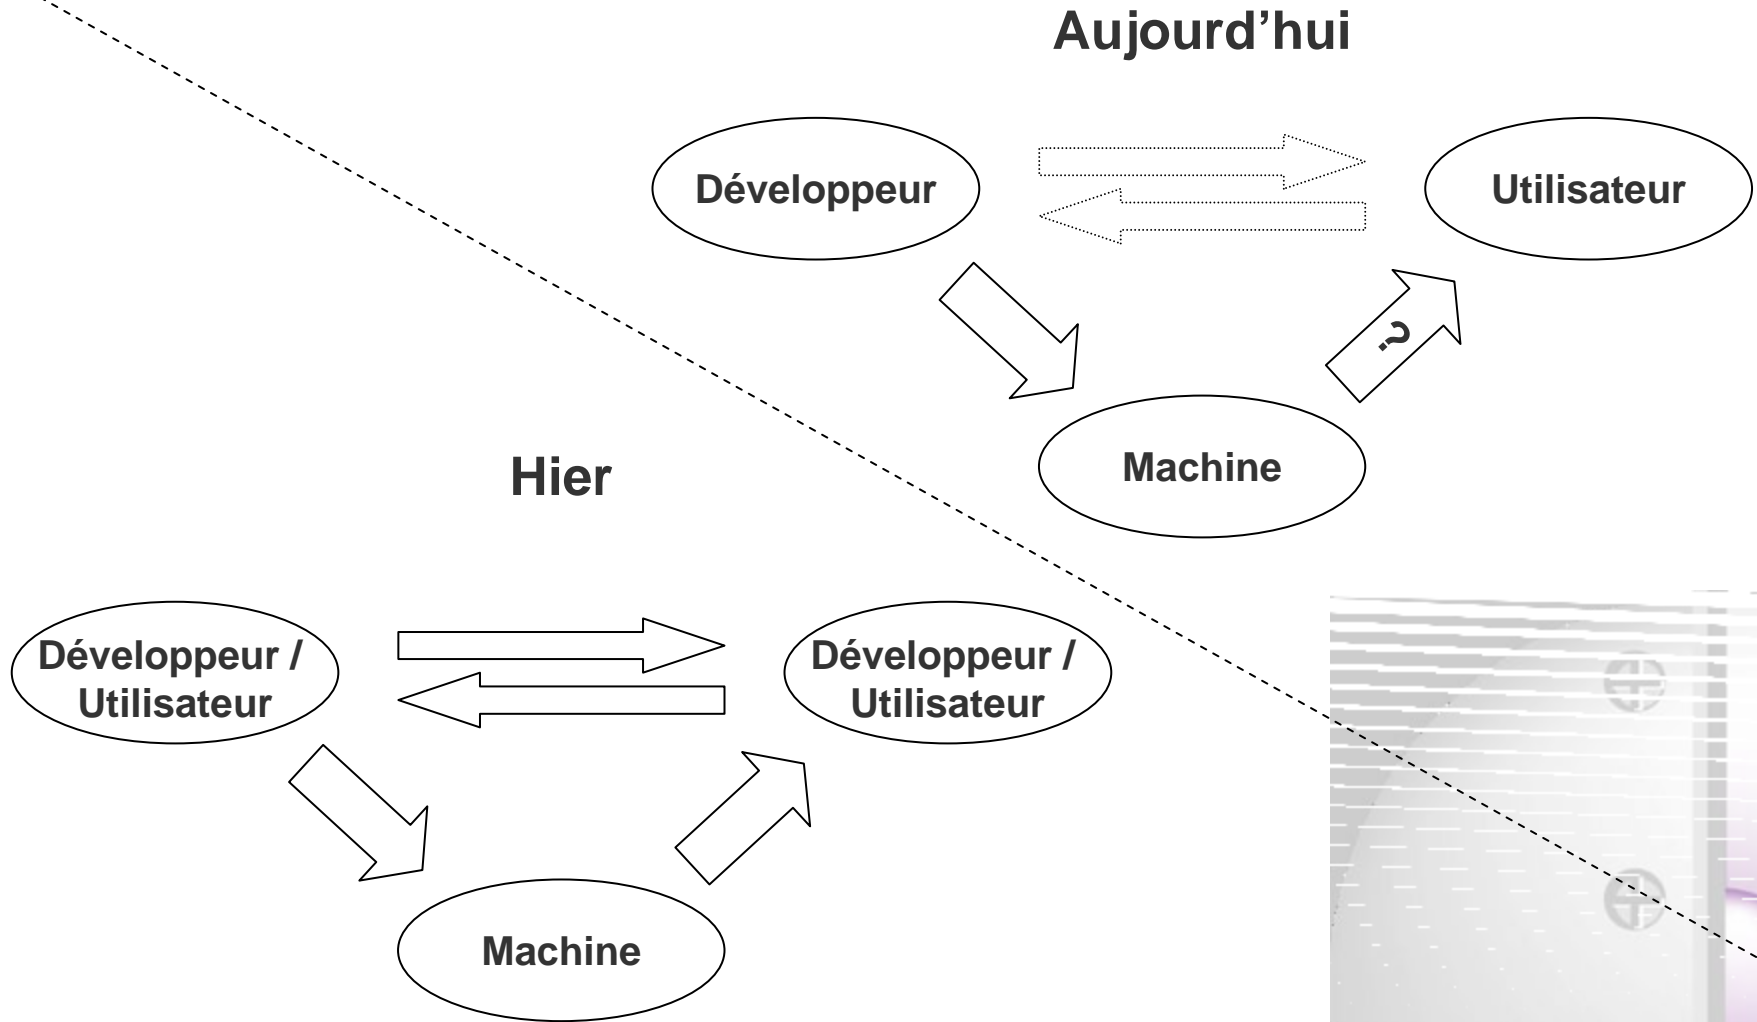 Aujourd’hui
Développeur
Utilisateur
?
Machine
Hier
Développeur /
Utilisateur
Développeur /
Utilisateur
Machine